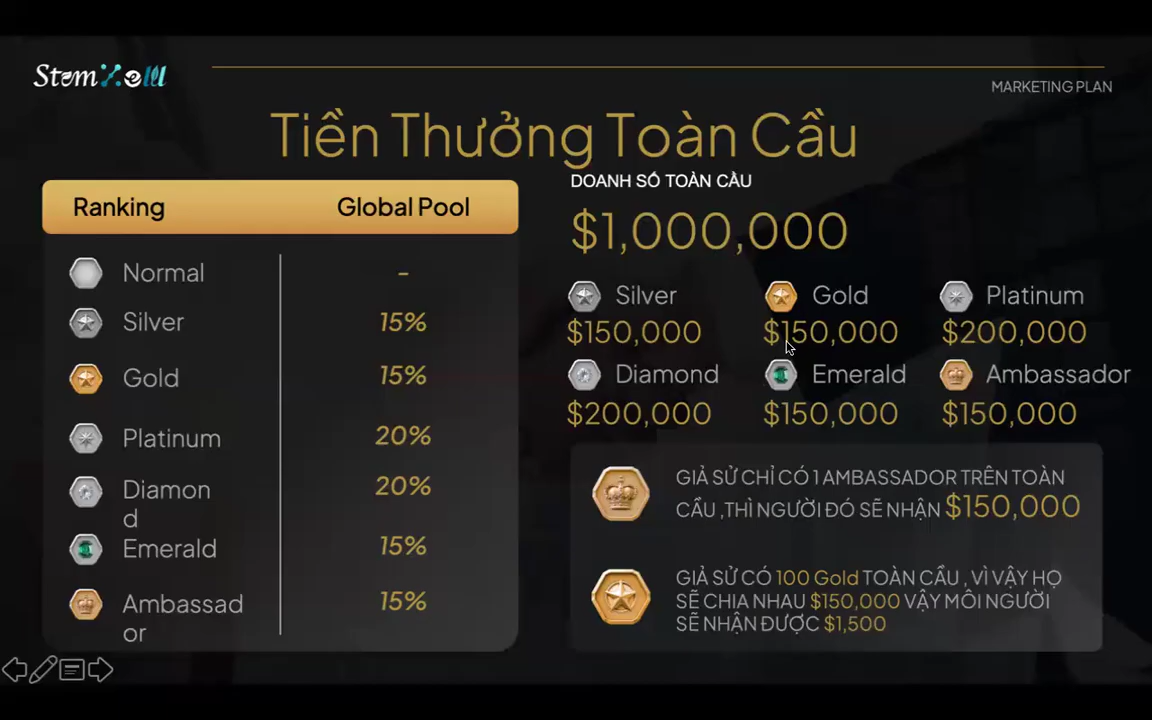 StemXell
MARKETING PLAN
Tiền Thưởng Toàn Cầu
Ranking Global Pool
Normal -
Silver 15%
Gold 15%
Platinum 20%
Diamon
d 20%
Emerald 15%
Ambassad
or 15%
DOANH SỐ TOÀN CẦU
$1,000,000
Silver Gold Platinum
$150,000 $150,000 $200,000
Diamond Emerald Ambassador
$200,000 $150,000 $150,000
GIẢ SỬ CHỈ CÓ 1 AMBASSADOR TRÊN TOÀN
CẦU ,THÌ NGƯỜI ĐÓ SẼ NHẬN $150,000
GIẢ SỬ CÓ 100 Gold TOÀN CẦU , VÌ VẬY HỌ
SẼ CHIA NHAU $150,000 VẬY MÔI NGƯỜI
SẼ NHẬN ĐƯỢC $1,500